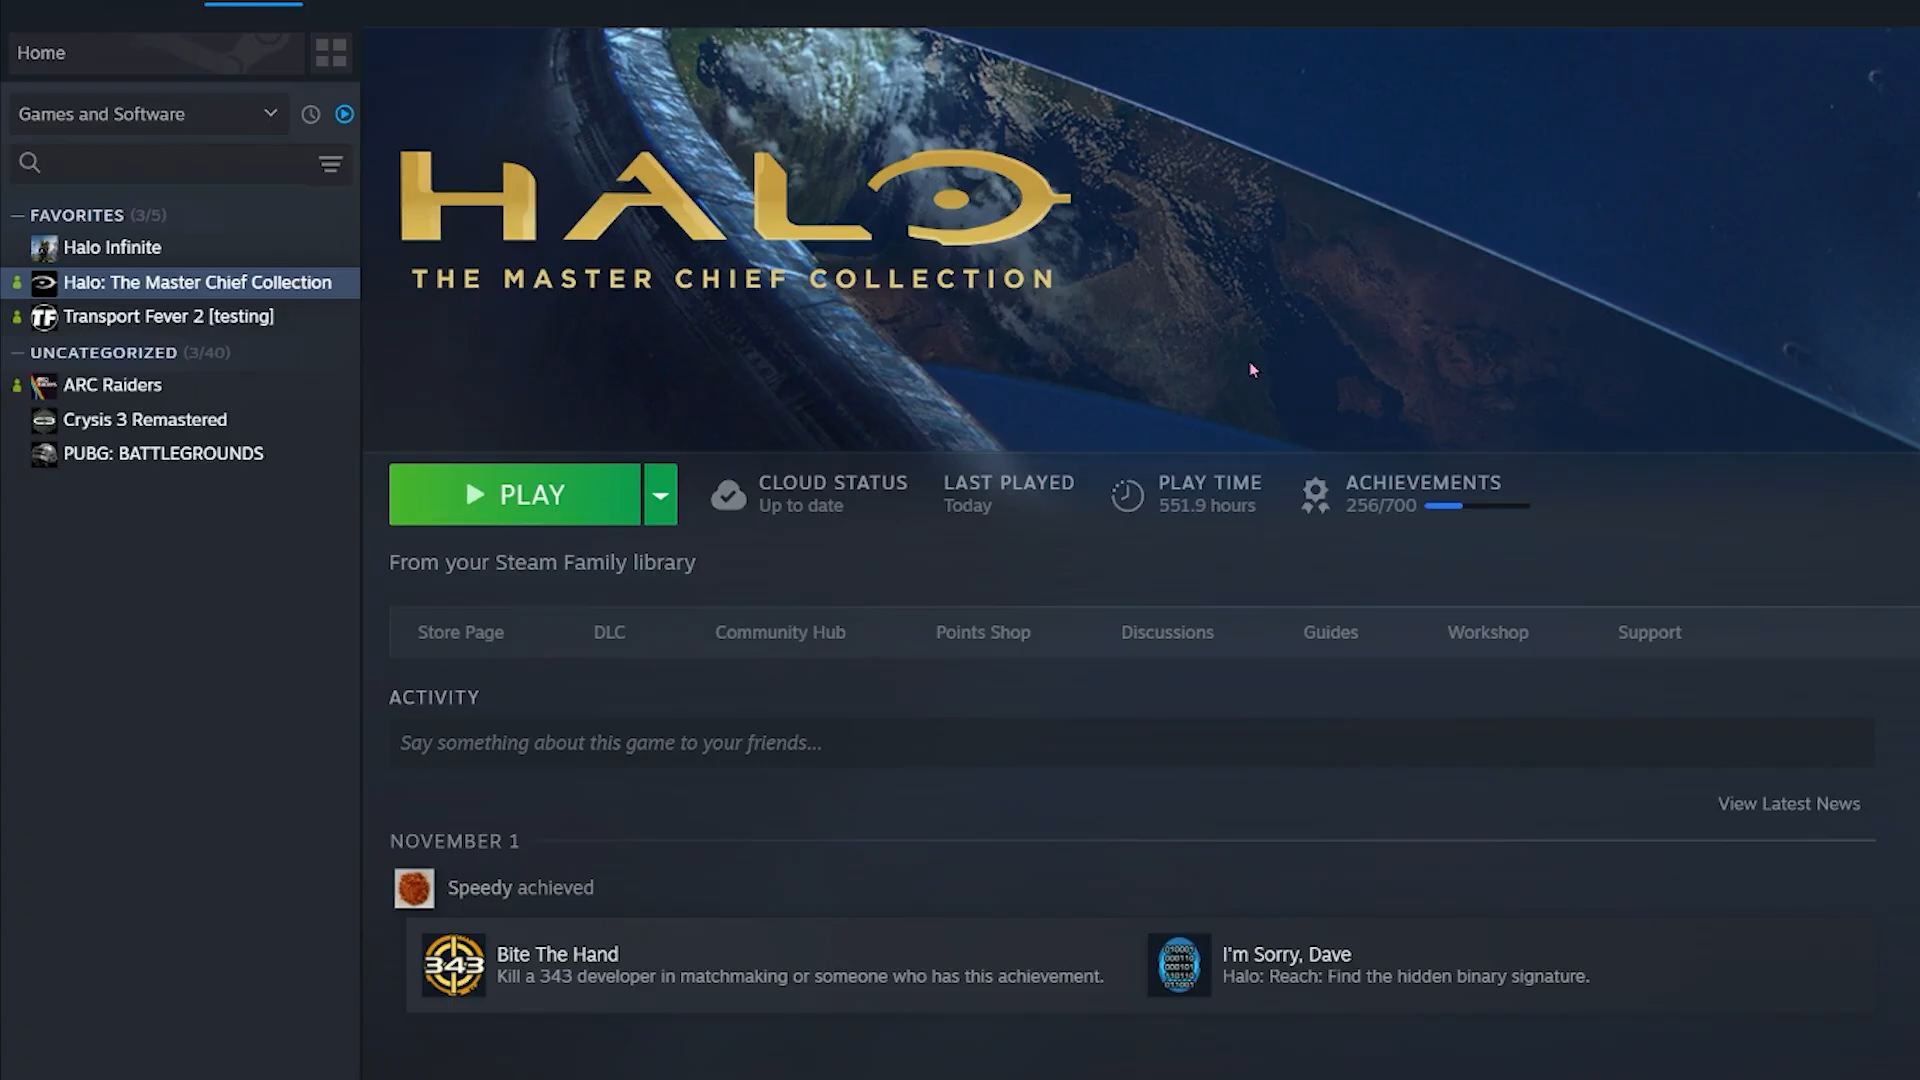 Home
Games and Software
FAVORITES (3/5)
Halo Infinite
Halo: The Master Chief Collection
Transport Fever 2 [testing]
UNCATEGORIZED (3/40)
ARC Raiders
Crysis 3 Remastered
PUBG: BATTLEGROUNDS
HALO
THE MASTER CHIEF COLLECTION
PLAY
CLOUD STATUS
Up to date
LAST PLAYED
Today
PLAY TIME
551.9 hours
ACHIEVEMENTS
256/700
From your Steam Family library
Store Page
DLC
Community Hub
Points Shop
Discussions
Guides
Workshop
Support
ACTIVITY
Say something about this game to your friends...
View Latest News
NOVEMBER 1
Speedy achieved
343
Bite The Hand
Kill a 343 developer in matchmaking or someone who has this achievement.
I'm Sorry, Dave
Halo: Reach: Find the hidden binary signature.